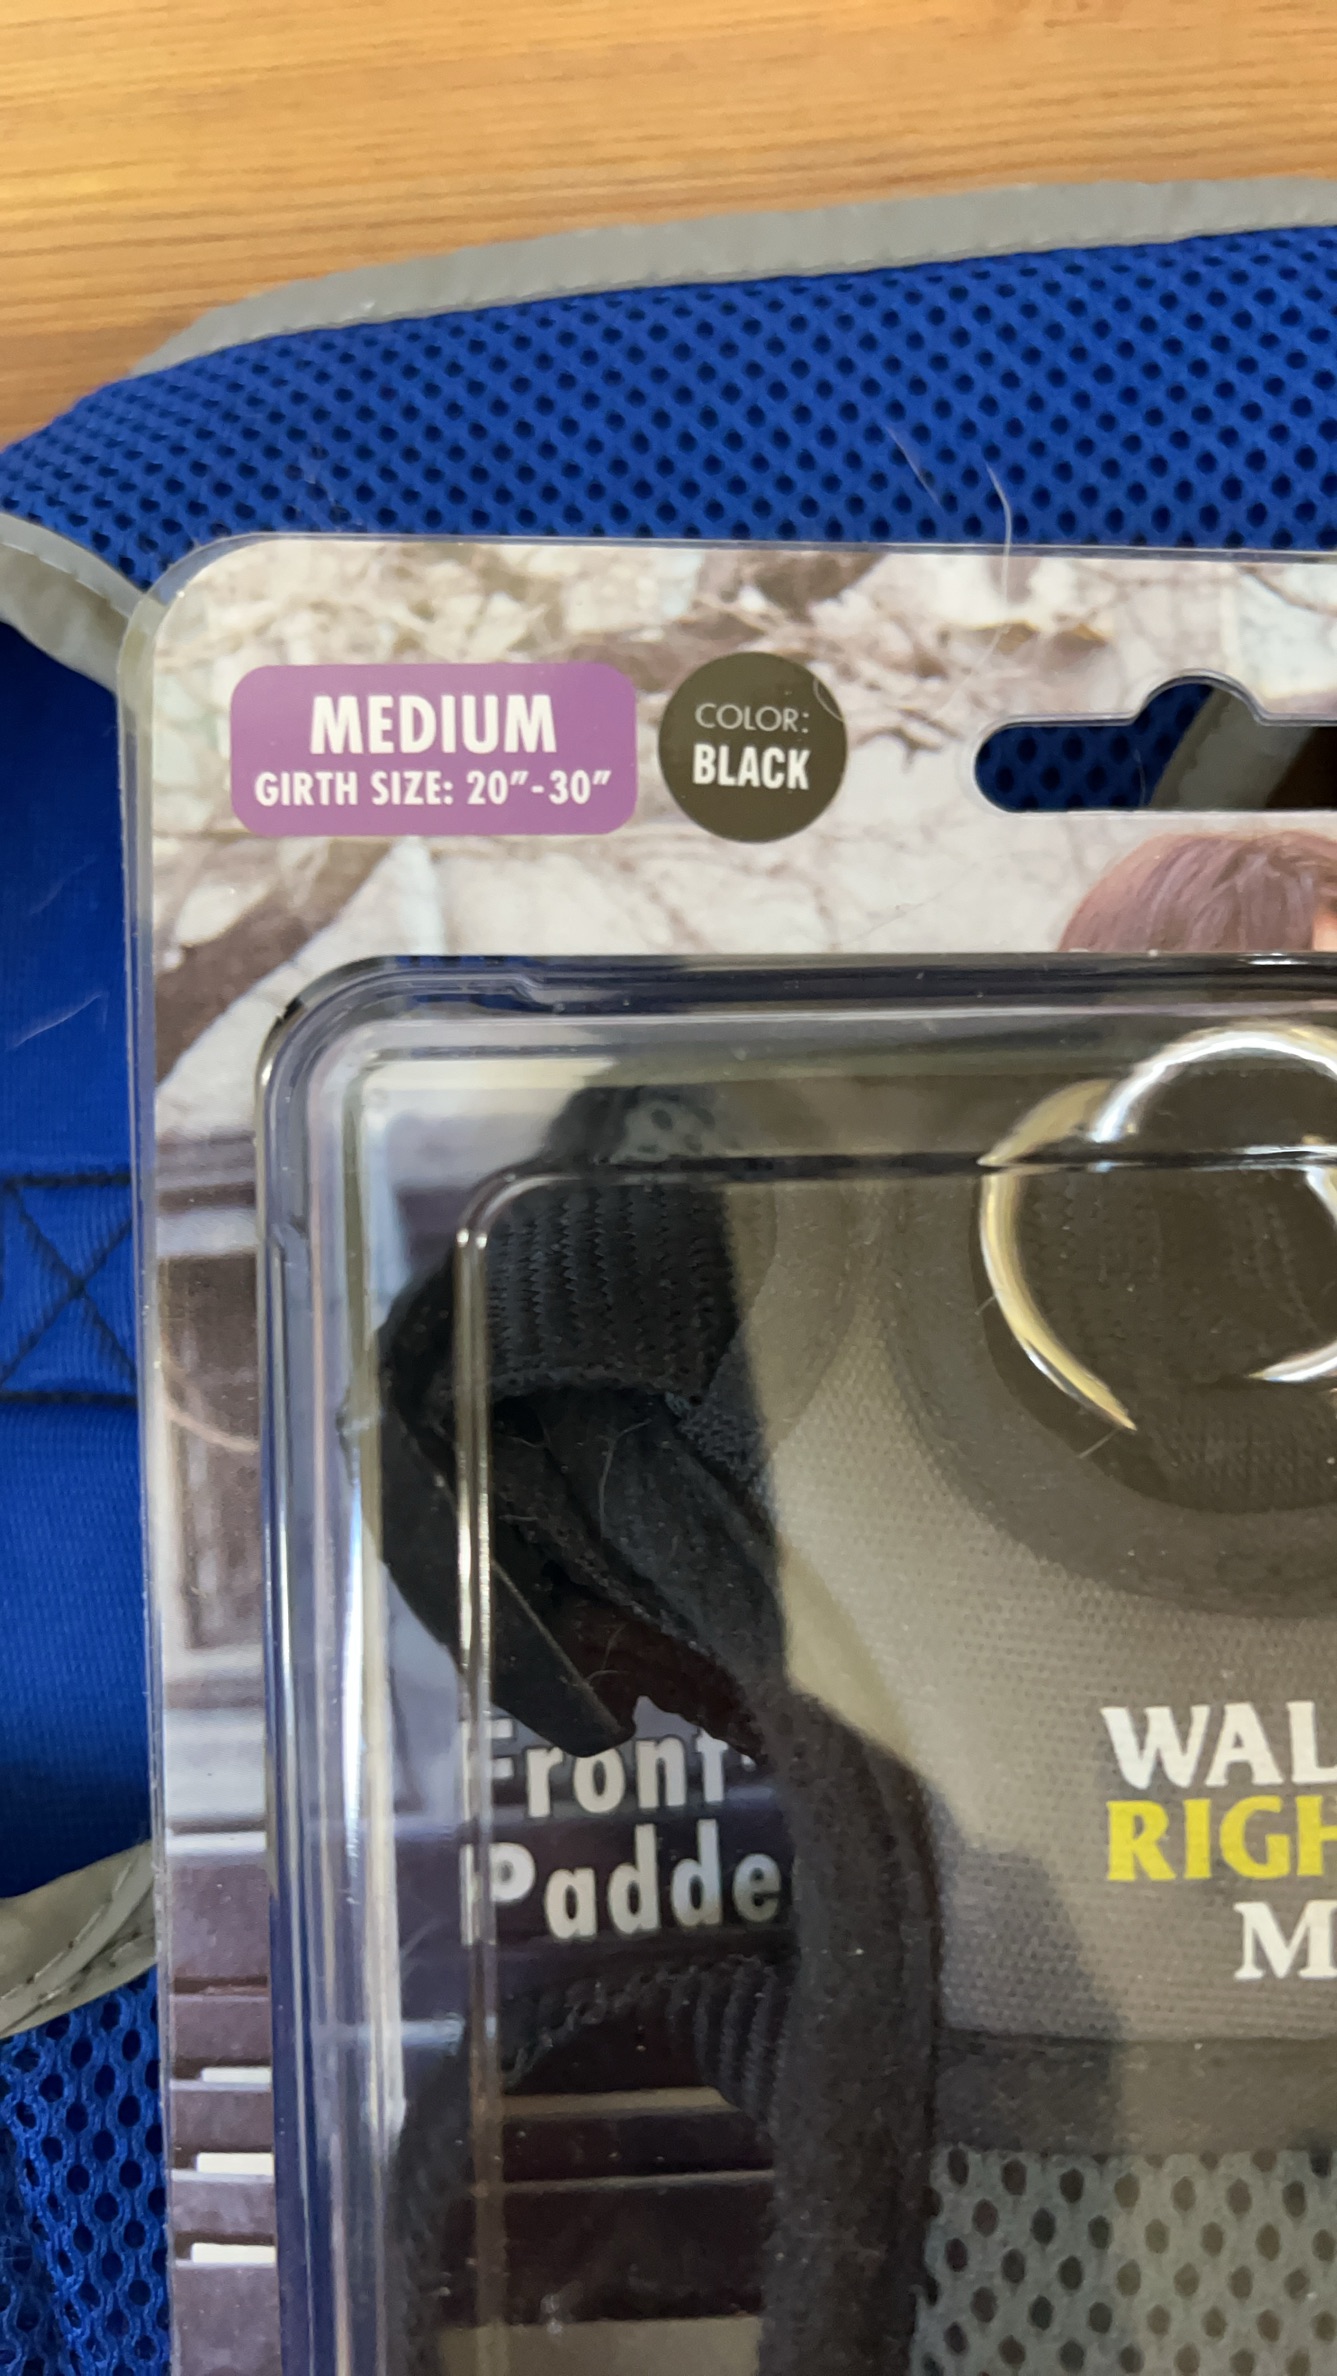 MEDIUM
GIRTH SIZE: 20”-30”
COLOR:
BLACK
Front
Padde
WAL
RIGH
M